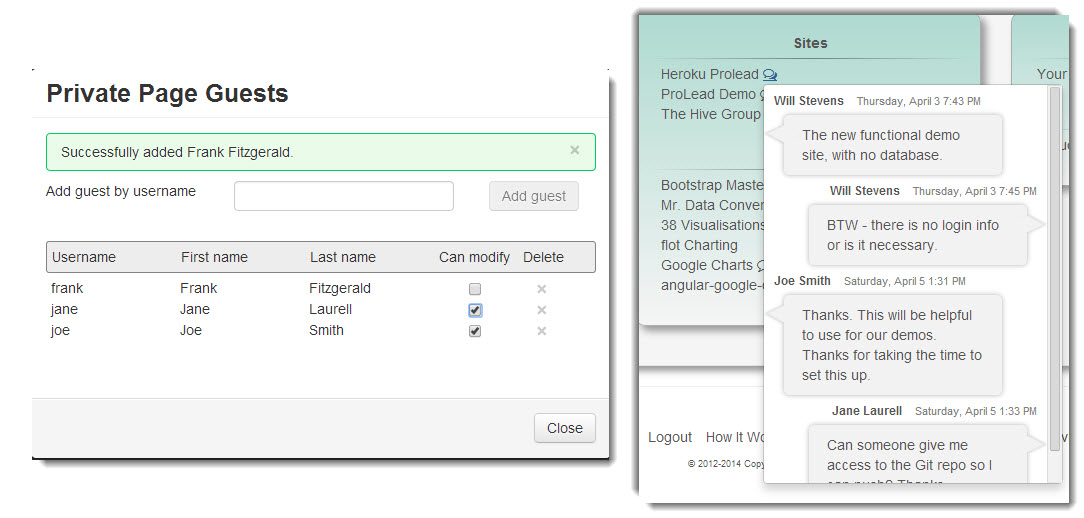 Private Page Guests
Successfully added Frank Fitzgerald.
×
Add guest by username
Add guest
Username First name Last name Can modify Delete
frank Frank Fitzgerald
jane Jane Laurell
joe Joe Smith
Close
Sites
Heroku Prolead
ProLead Demo
The Hive Group
Bootstrap Maste
Mr. Data Conver
38 Visualisations
flot Charting
Google Charts
angular-google-
Your
Will Stevens Thursday, April 3 7:43 PM
The new functional demo
site, with no database.
Will Stevens Thursday, April 3 7:45 PM
BTW - there is no login info
or is it necessary.
Joe Smith Saturday, April 5 1:31 PM
Thanks. This will be helpful
to use for our demos.
Thanks for taking the time to
set this up.
Jane Laurell Saturday, April 5 1:33 PM
Can someone give me
access to the Git repo so I
Logout How It Wo
© 2012-2014 Copy